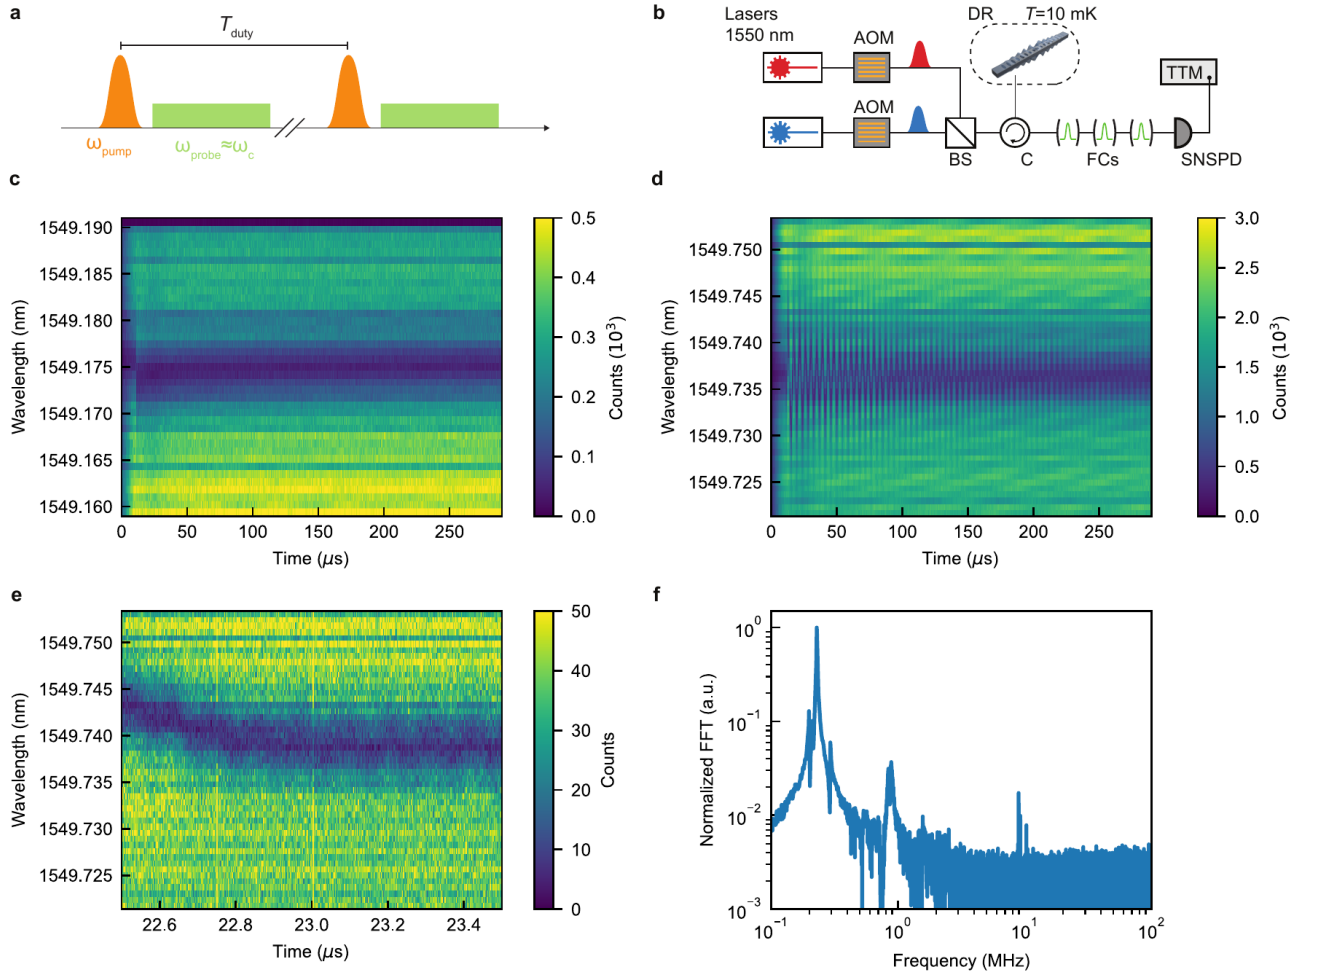 a
T_duty
ω_pump
ω_probe≈ω_c
b
Lasers
1550 nm
AOM
AOM
DR
T=10 mK
TTM
BS
C
FCs
SNSPD
c
Wavelength (nm)
1549.190
1549.185
1549.180
1549.175
1549.170
1549.165
1549.160
0 50 100 150 200 250
Time (μs)
0.5
0.4
0.3
0.2
0.1
0.0
Counts (10³)
d
Wavelength (nm)
1549.750
1549.745
1549.740
1549.735
1549.730
1549.725
0 50 100 150 200 250
Time (μs)
3.0
2.5
2.0
1.5
1.0
0.5
0.0
Counts (10³)
e
Wavelength (nm)
1549.750
1549.745
1549.740
1549.735
1549.730
1549.725
22.6 22.8 23.0 23.2 23.4
Time (μs)
50
40
30
20
10
0
Counts
f
Normalized FFT (a.u.)
10⁰
10⁻¹
10⁻²
10⁻³
10⁻¹ 10⁰ 10¹ 10²
Frequency (MHz)